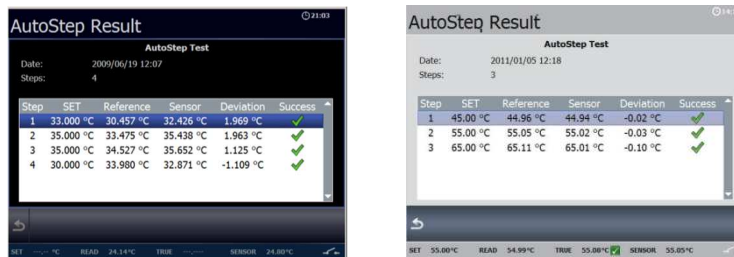 AutoStep Result
21:03
AutoStep Test
Date: 2009/06/19 12:07
Steps: 4
Step SET Reference Sensor Deviation Success
1 33.000 °C 30.457 °C 32.426 °C 1.969 °C
2 35.000 °C 33.475 °C 35.438 °C 1.963 °C
3 35.000 °C 34.527 °C 35.652 °C 1.125 °C
4 30.000 °C 33.980 °C 32.871 °C -1.109 °C
SET ---.-- °C READ 24.14°C TRUE ---.--- SENSOR 24.80°C
AutoStep Result
AutoStep Test
Date: 2011/01/05 12:18
Steps: 3
Step SET Reference Sensor Deviation Success
1 45.00 °C 44.96 °C 44.94 °C -0.02 °C
2 55.00 °C 55.05 °C 55.02 °C -0.03 °C
3 65.00 °C 65.11 °C 65.01 °C -0.10 °C
SET 55.00°C READ 54.99°C TRUE 55.08°C SENSOR 55.05°C